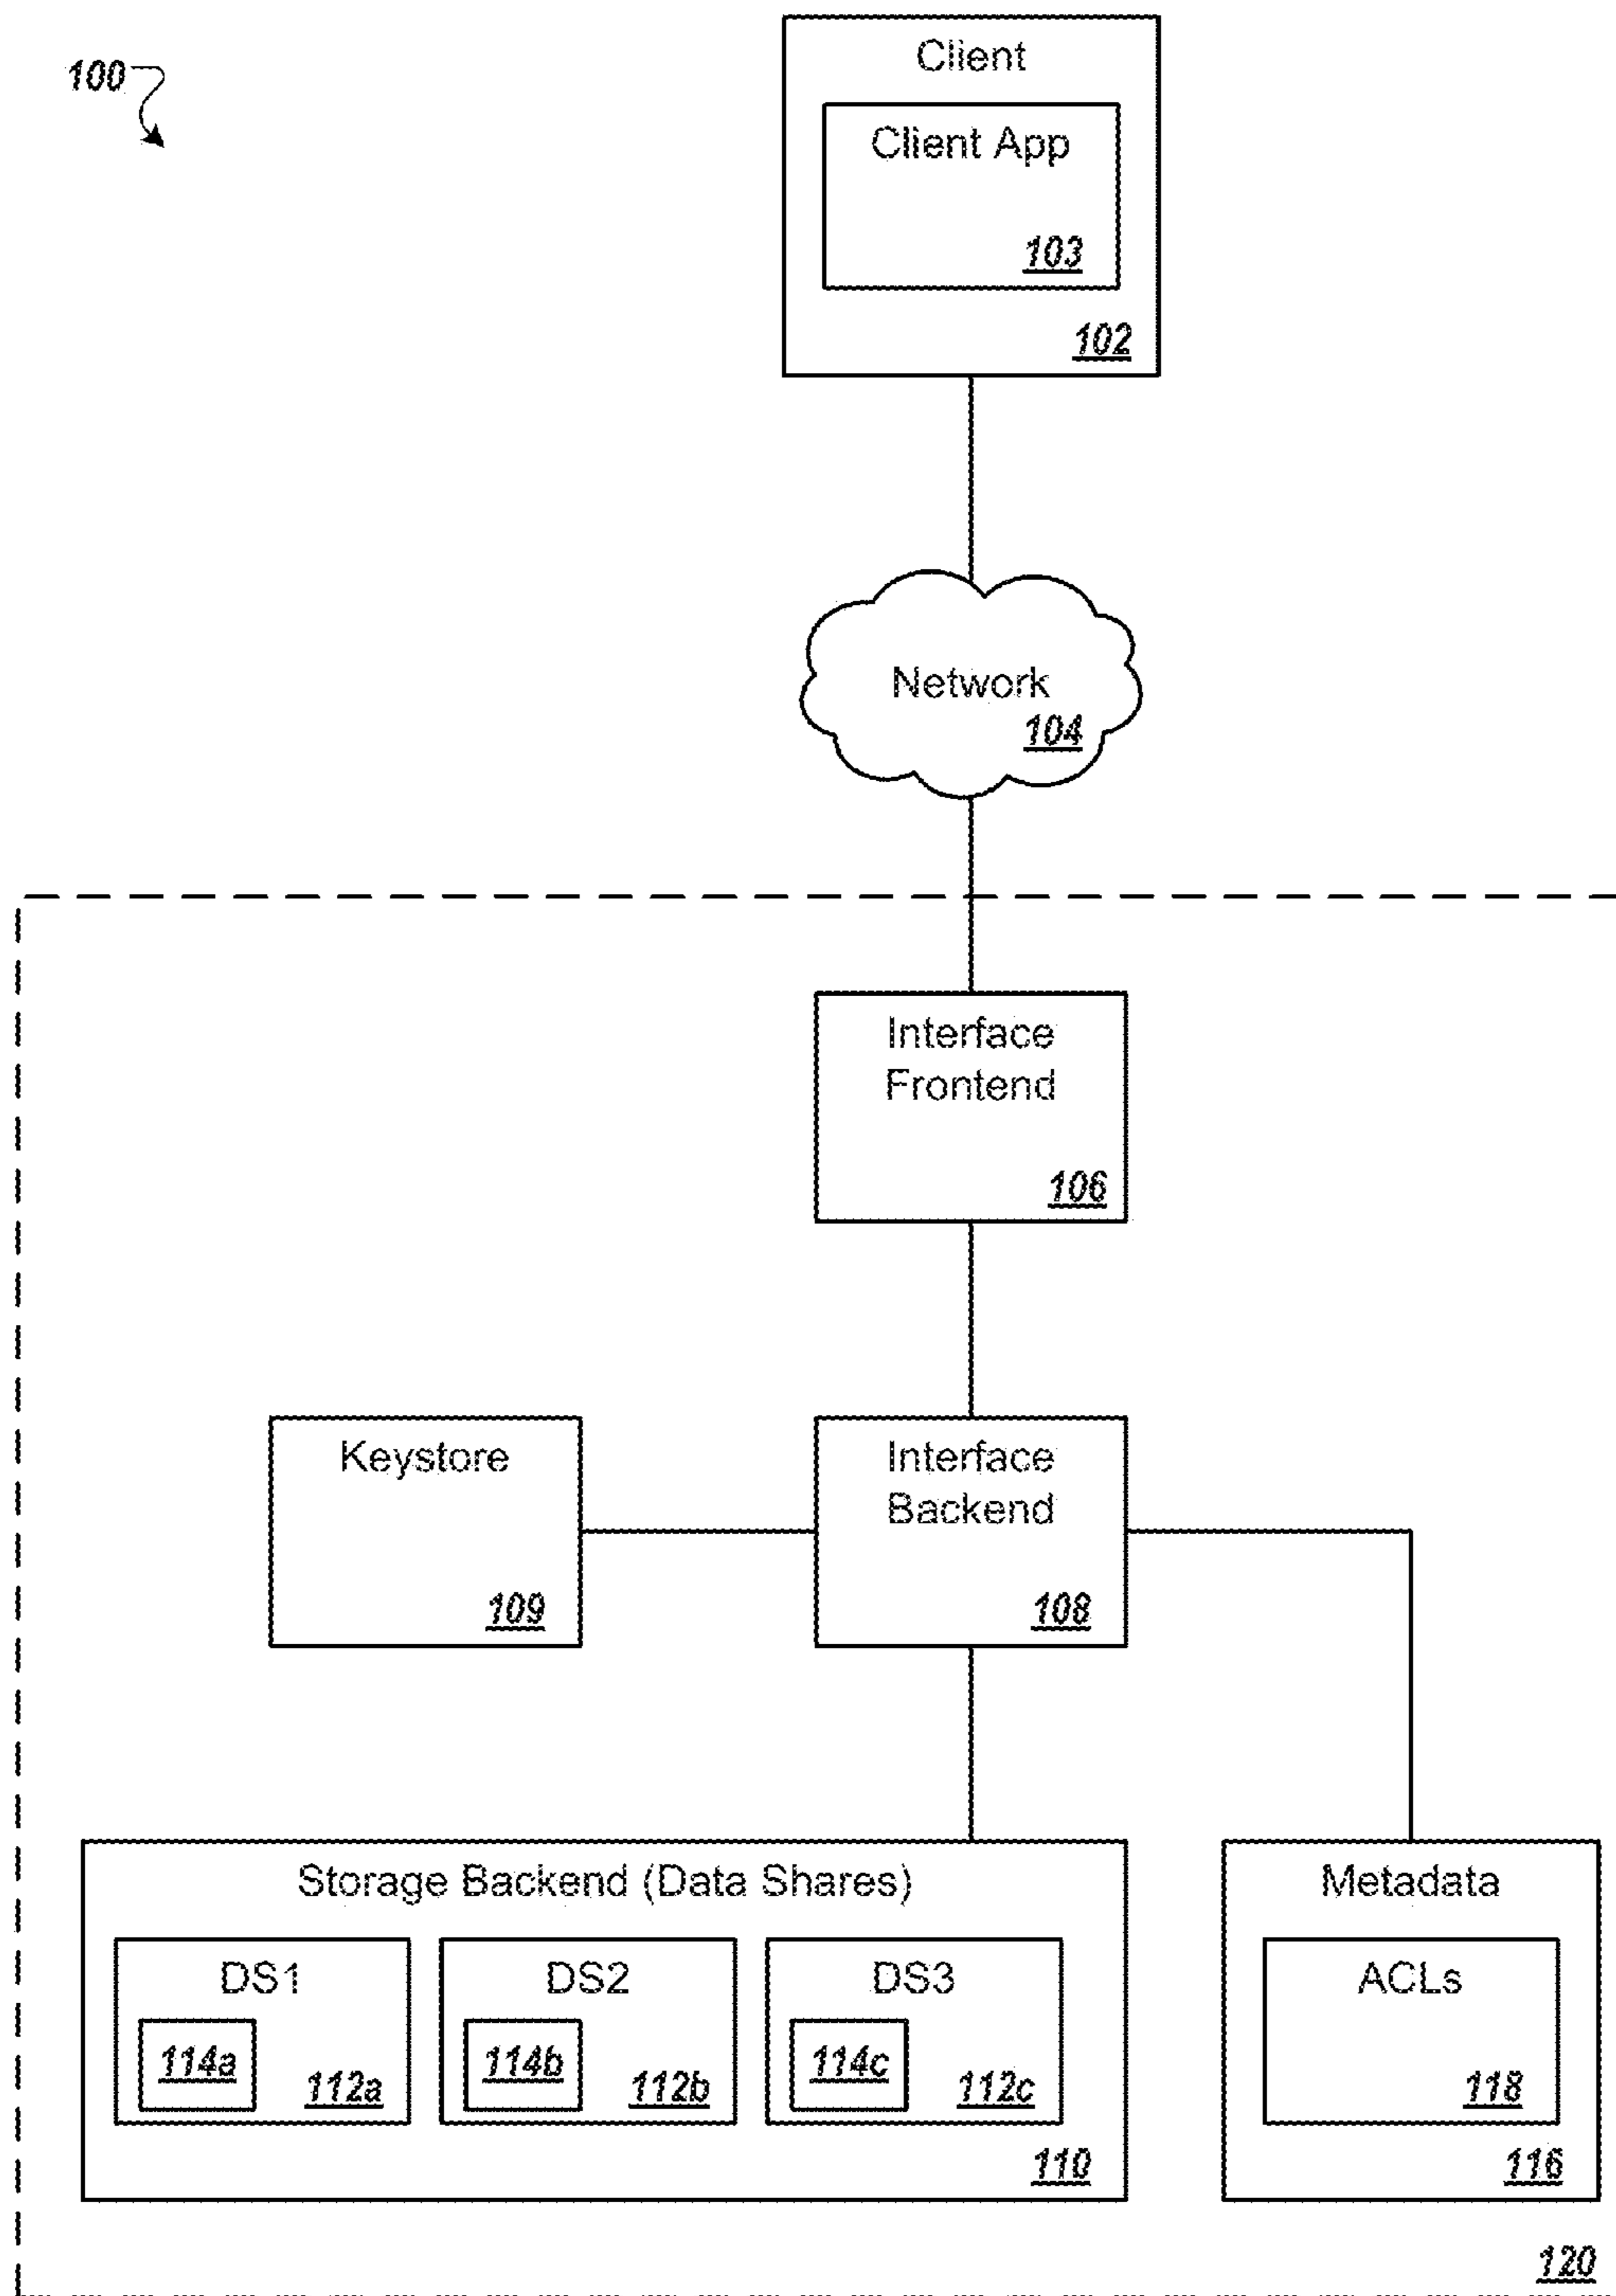 100
Client
Client App
103
102
Network
104
Interface
Frontend
106
Keystore
109
Interface
Backend
108
Storage Backend (Data Shares)
DS1
114a
112a
DS2
114b
112b
DS3
114c
112c
110
Metadata
ACLs
118
116
120